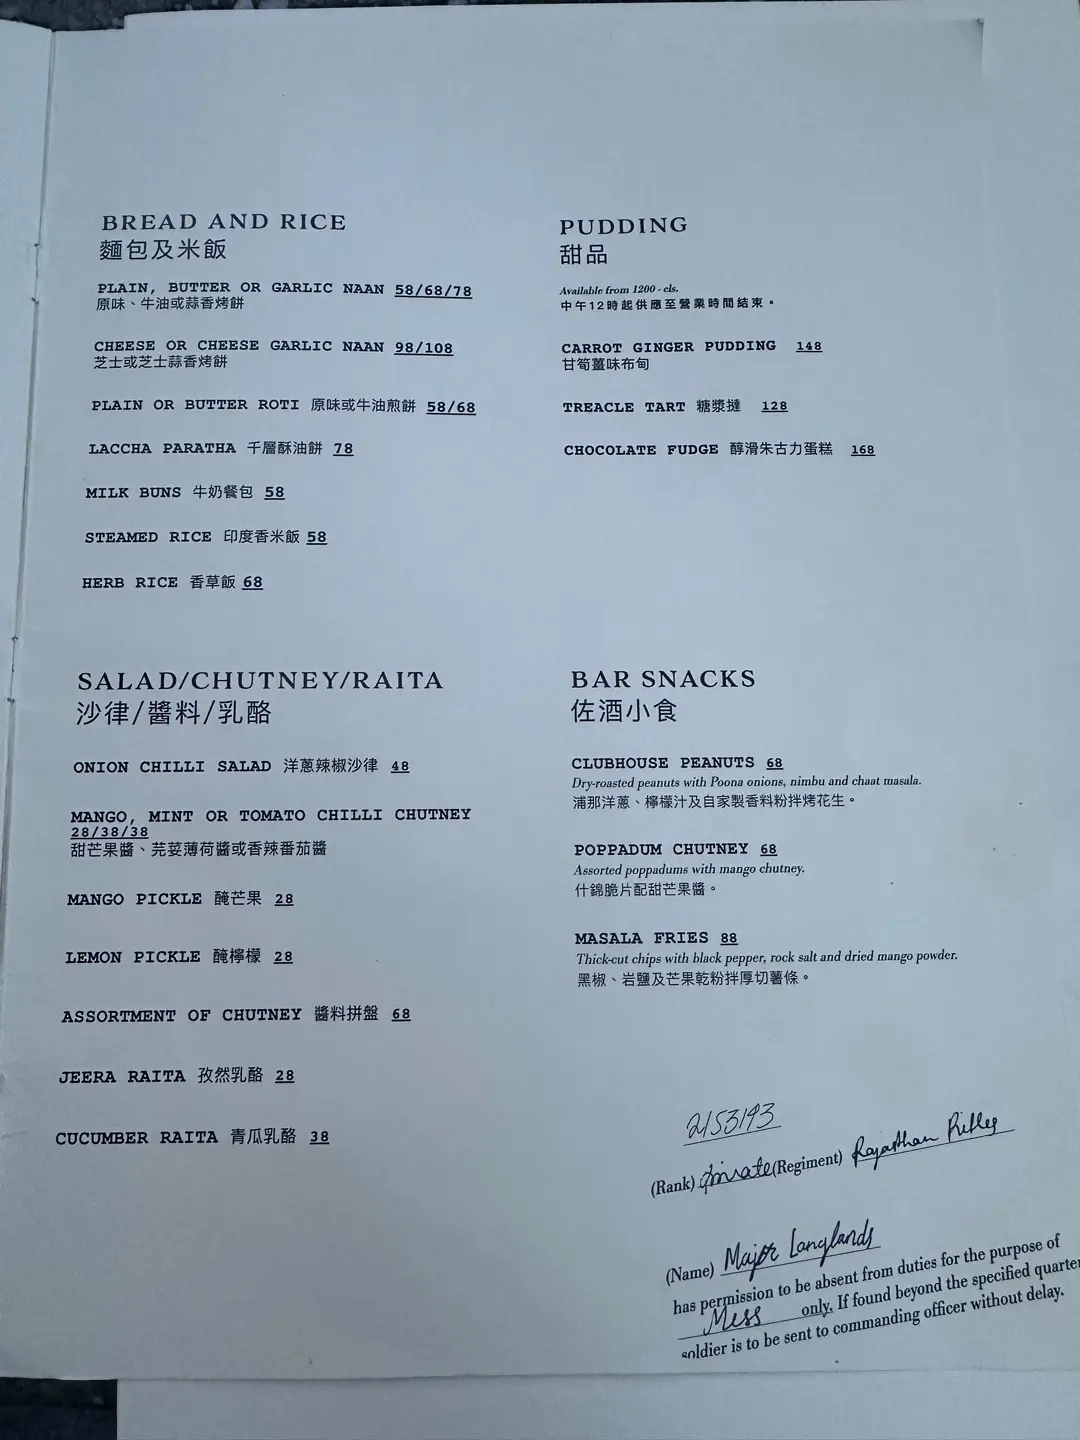 BREAD AND RICE
麵包及米飯
PLAIN, BUTTER OR GARLIC NAAN 58/68/78
原味、牛油或蒜香烤餅
CHEESE OR CHEESE GARLIC NAAN 98/108
芝士或芝士蒜香烤餅
PLAIN OR BUTTER ROTI 原味或牛油煎餅 58/68
LACCHA PARATHA 千層酥油餅 78
MILK BUNS 牛奶餐包 58
STEAMED RICE 印度香米飯 58
HERB RICE 香草飯 68
PUDDING
甜品
Available from 1200 - cls.
中午12時起供應至營業時間結束。
CARROT GINGER PUDDING 148
甘筍薑味布甸
TREACLE TART 糖漿撻 128
CHOCOLATE FUDGE 醇滑朱古力蛋糕 168
SALAD/CHUTNEY/RAITA
沙律/醬料/乳酪
ONION CHILLI SALAD 洋蔥辣椒沙律 48
MANGO, MINT OR TOMATO CHILLI CHUTNEY
28/38/38
甜芒果醬、芫荽薄荷醬或香辣番茄醬
MANGO PICKLE 醃芒果 28
LEMON PICKLE 醃檸檬 28
ASSORTMENT OF CHUTNEY 醬料拼盤 68
JEERA RAITA 孜然乳酪 28
CUCUMBER RAITA 青瓜乳酪 38
BAR SNACKS
佐酒小食
CLUBHOUSE PEANUTS 68
Dry-roasted peanuts with Poona onions, nimbu and chaat masala.
浦那洋蔥、檸檬汁及自家製香料粉拌烤花生。
POPPADUM CHUTNEY 68
Assorted poppadums with mango chutney.
什錦脆片配甜芒果醬。
MASALA FRIES 88
Thick-cut chips with black pepper, rock salt and dried mango powder.
黑椒、岩鹽及芒果乾粉拌厚切薯條。
2153193
(Rank) Private (Regiment) Rajasthan Rifles
(Name) Major Langlands
has permission to be absent from duties for the purpose of
Mess only. If found beyond the specified quarte
soldier is to be sent to commanding officer without delay.